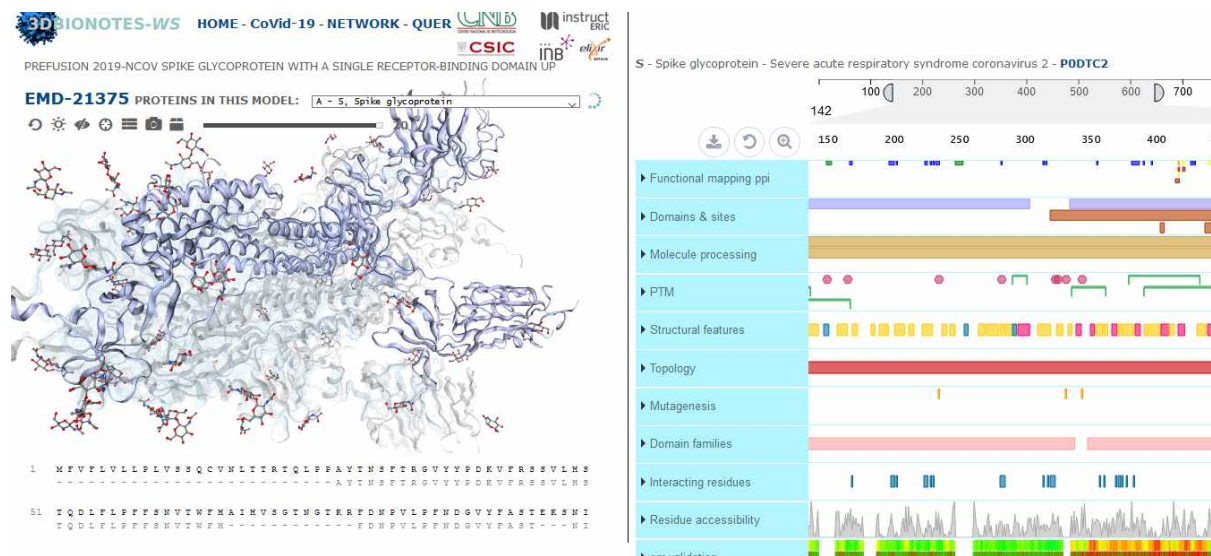 3DBIONOTES-WS HOME - CoVid-19 - NETWORK - QUER
CNB
CSIC
instruct
ERIC
iNB
elixir
PREFUSION 2019-NCOV SPIKE GLYCOPROTEIN WITH A SINGLE RECEPTOR-BINDING DOMAIN UP
EMD-21375 PROTEINS IN THIS MODEL: A - S, Spike glycoprotein
20
1 M F V F L V L L P L V S S Q C V N L T T R T Q L P P A Y T N S F T R G V Y Y P D K V F R S S V L H S
- - - - - - - - - - - - - - - - - - - - - - - - - - A Y T N S F T R G V Y Y P D K V F R S S V L H S
51 T Q D L F L P F F S N V T W F H A I H V S G T N G T K R F D N P V L P F N D G V Y F A S T E K S N I
T Q D L F L P F F S N V T W F H - - - - - - - - - - - F D N P V L P F N D G V Y F A S T - - - - N I
S - Spike glycoprotein - Severe acute respiratory syndrome coronavirus 2 - P0DTC2
100 200 300 400 500 600 700
142
150 200 250 300 350 400
Functional mapping ppi
Domains & sites
Molecule processing
PTM
Structural features
Topology
Mutagenesis
Domain families
Interacting residues
Residue accessibility